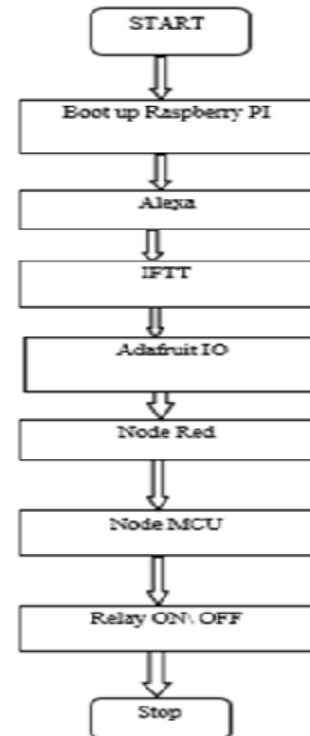 START
Boot up Raspberry PI
Alexa
IFTT
Adafruit IO
Node Red
Node MCU
Relay ON\ OFF
Stop